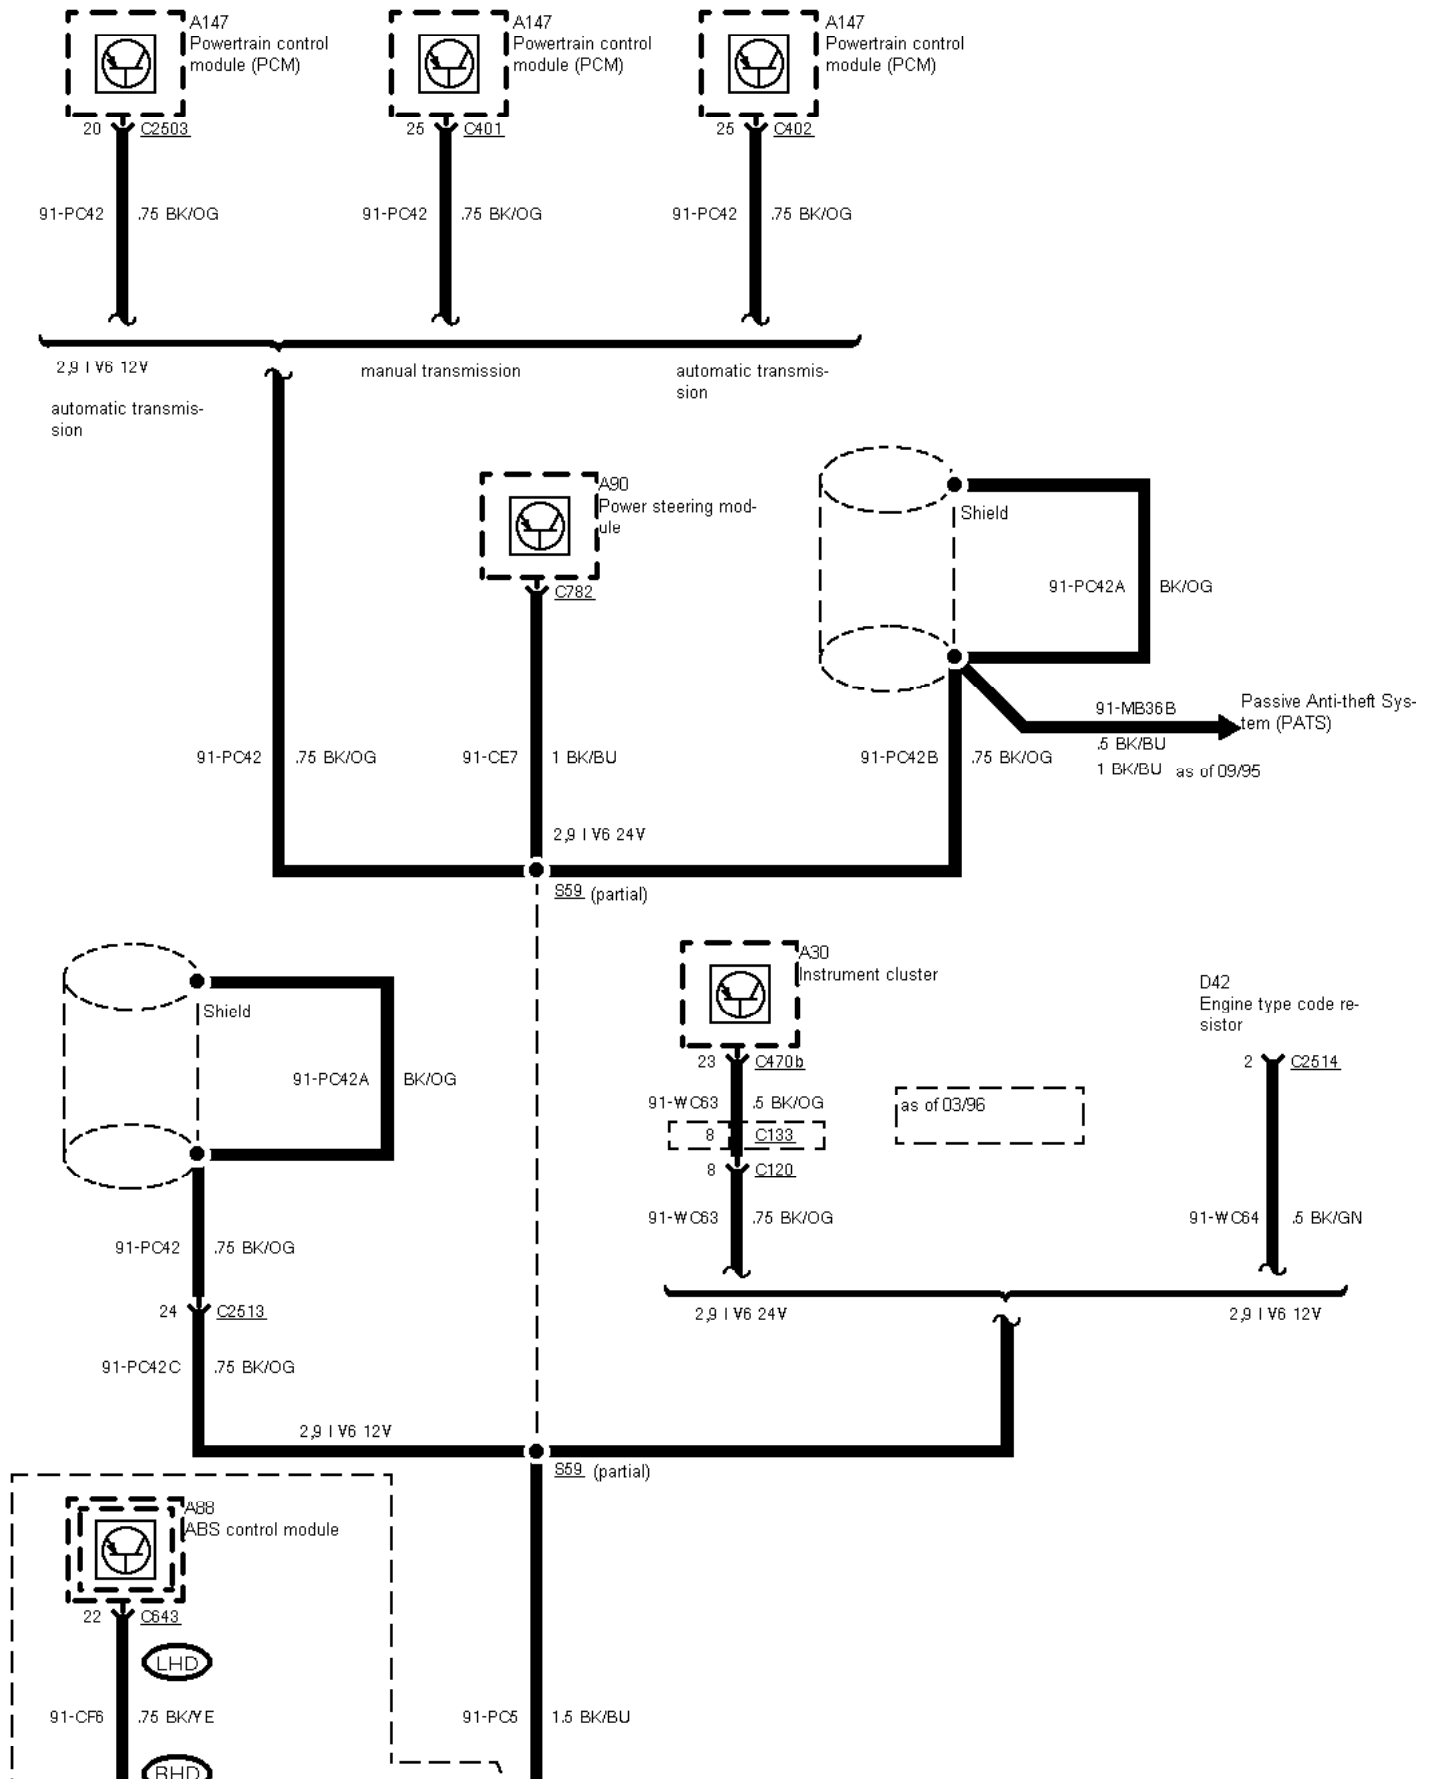 A147
Powertrain control
module (PCM)
20 C2503
91-PC42 .75 BK/OG
A147
Powertrain control
module (PCM)
25 C401
91-PC42 .75 BK/OG
A147
Powertrain control
module (PCM)
25 C402
91-PC42 .75 BK/OG
2,9 l V6 12V
automatic transmis-
sion
manual transmission
automatic transmis-
sion
A90
Power steering mod-
ule
C782
Shield
91-PC42A BK/OG
91-MB36B
.5 BK/BU
1 BK/BU as of 09/95
Passive Anti-theft Sys-
tem (PATS)
91-PC42 .75 BK/OG
91-CE7 1 BK/BU
91-PC42B .75 BK/OG
2,9 l V6 24V
S59 (partial)
Shield
91-PC42A BK/OG
91-PC42 .75 BK/OG
24 C2513
91-PC42C .75 BK/OG
2,9 l V6 12V
A30
Instrument cluster
23 C470b
91-WC63 .5 BK/OG
8 C133
8 C120
91-WC63 .75 BK/OG
as of 03/96
D42
Engine type code re-
sistor
2 C2514
91-WC64 .5 BK/GN
2,9 l V6 24V
2,9 l V6 12V
S59 (partial)
A88
ABS control module
22 C643
LHD
91-CF6 .75 BK/YE
RHD
91-PC5 1.5 BK/BU